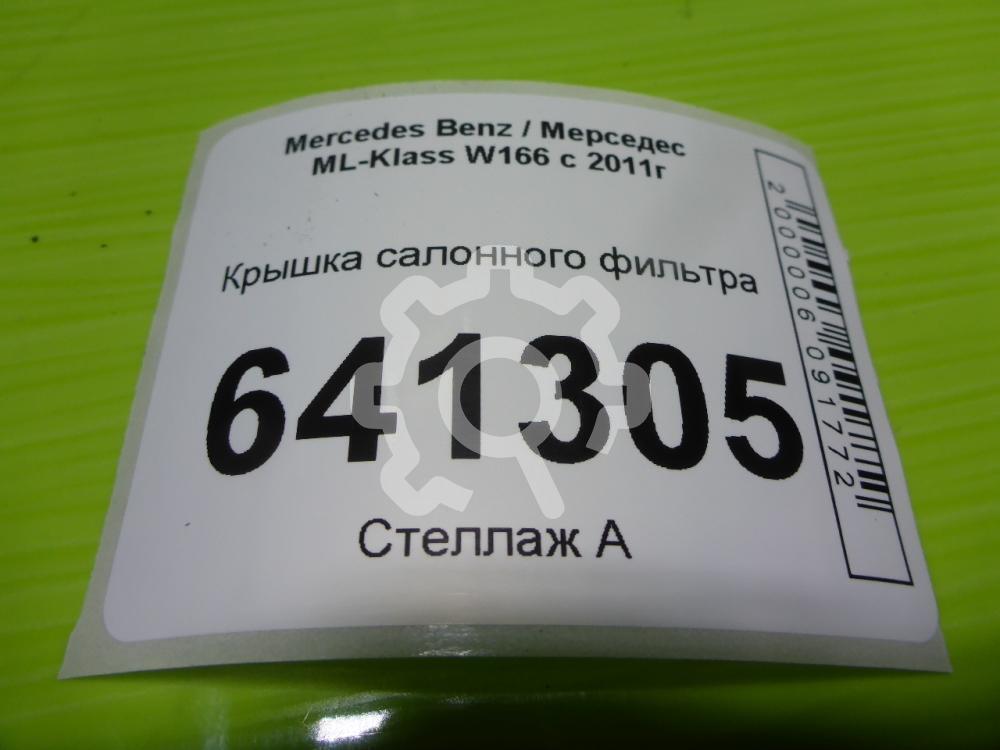 Mercedes Benz / Мерседес
ML-Klass W166 с 2011г
Крышка салонного фильтра
641305
Стеллаж А
2000006091772